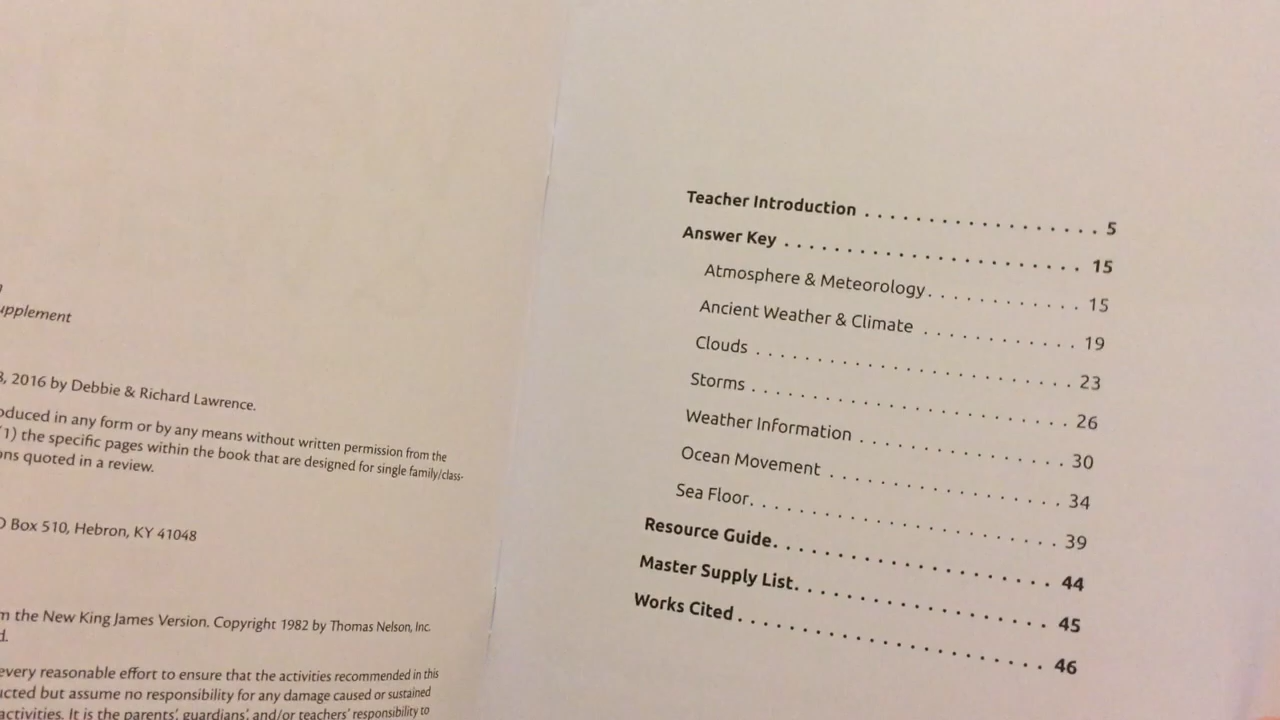 upplement
, 2016 by Debbie & Richard Lawrence.
in any form or by any means without written permission from the
(1) the specific pages within the book that are designed for single family/class-
quoted in a review.
Box 510, Hebron, KY 41048
the New King James Version. Copyright 1982 by Thomas Nelson, Inc.
every reasonable effort to ensure that the activities recommended in this
but assume no responsibility for any damage caused or sustained
activities. It is the parents', guardians', and/or teachers' responsibility to
Teacher Introduction . . . . . . . . . . . . . . . . . . 5
Answer Key . . . . . . . . . . . . . . . . . . . . . . . 15
Atmosphere & Meteorology. . . . . . . . . . . . 15
Ancient Weather & Climate . . . . . . . . . . . . 19
Clouds . . . . . . . . . . . . . . . . . . . . . . . . 23
Storms . . . . . . . . . . . . . . . . . . . . . . . . 26
Weather Information . . . . . . . . . . . . . . . . 30
Ocean Movement . . . . . . . . . . . . . . . . . . 34
Sea Floor. . . . . . . . . . . . . . . . . . . . . . . . 39
Resource Guide. . . . . . . . . . . . . . . . . . . . . . 44
Master Supply List. . . . . . . . . . . . . . . . . . . . 45
Works Cited . . . . . . . . . . . . . . . . . . . . . . . . 46